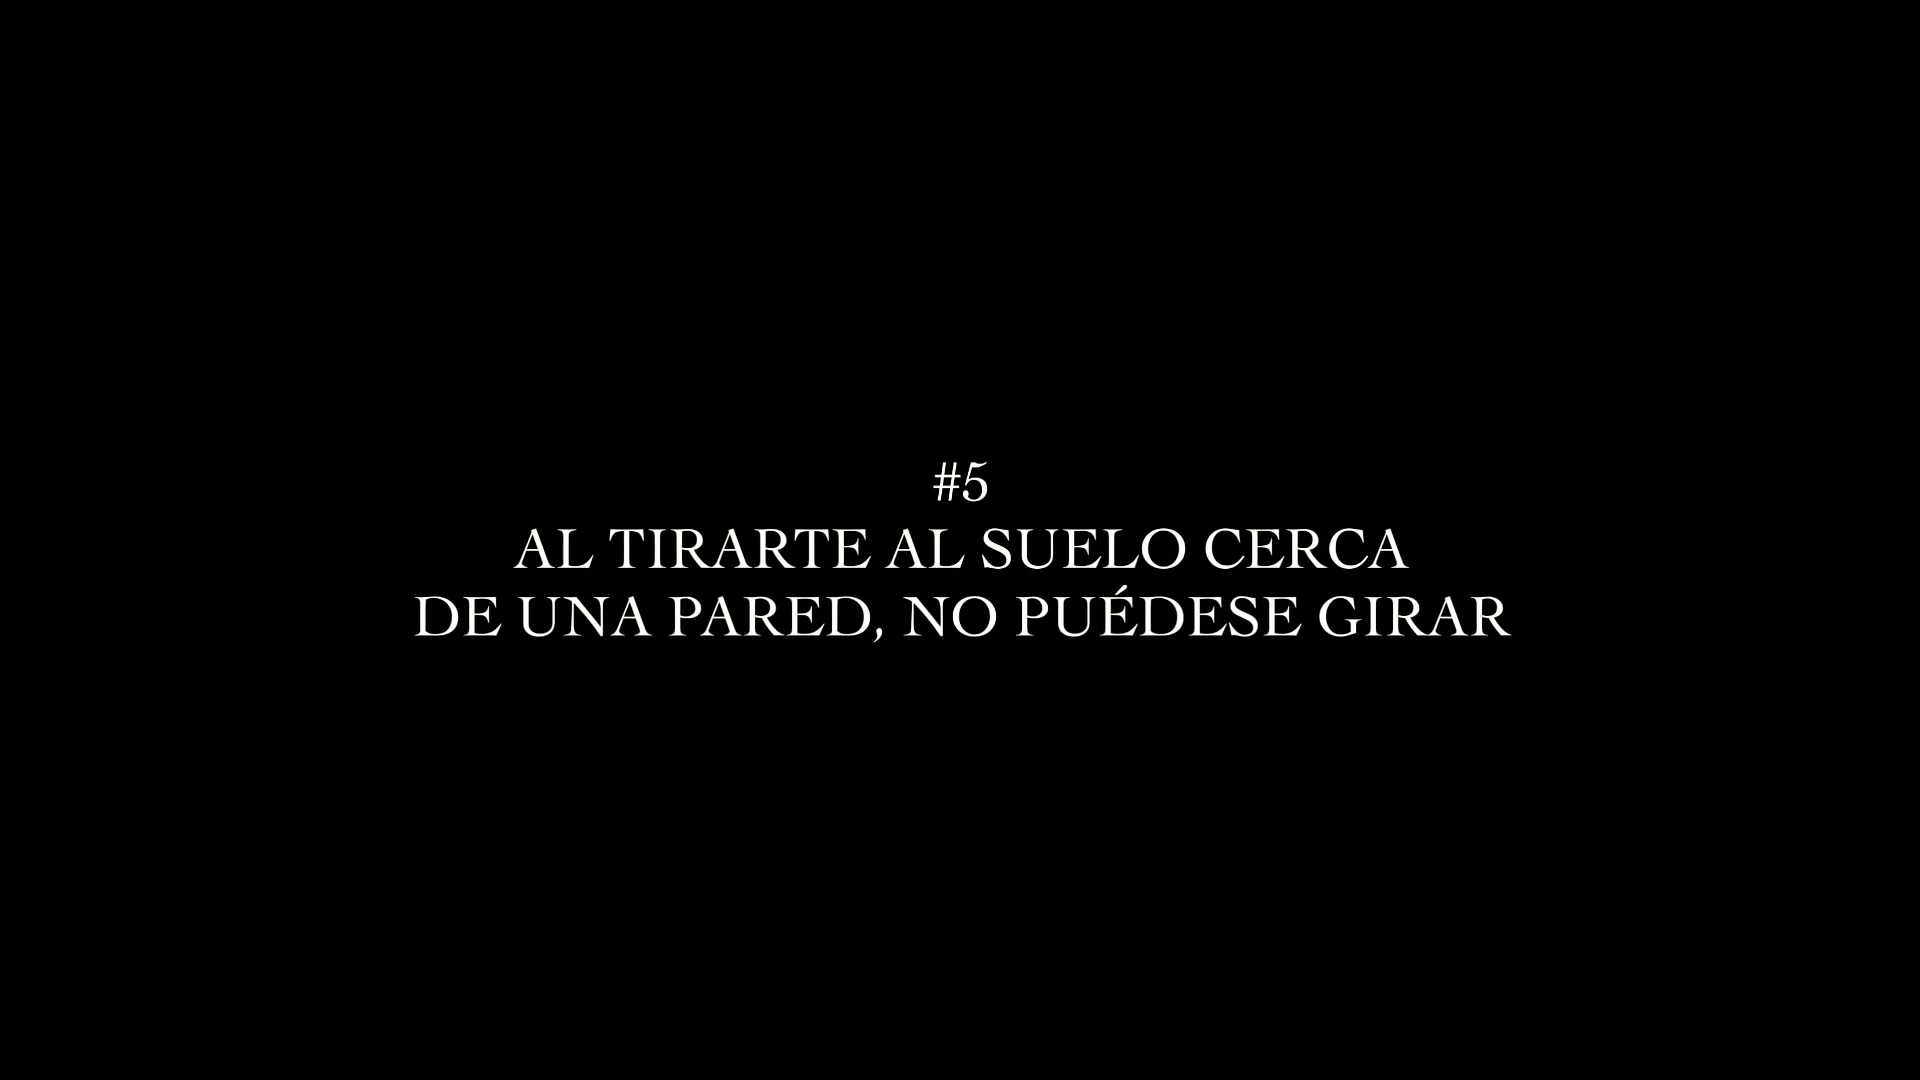 #5
AL TIRARTE AL SUELO CERCA
DE UNA PARED, NO PUÉDESE GIRAR